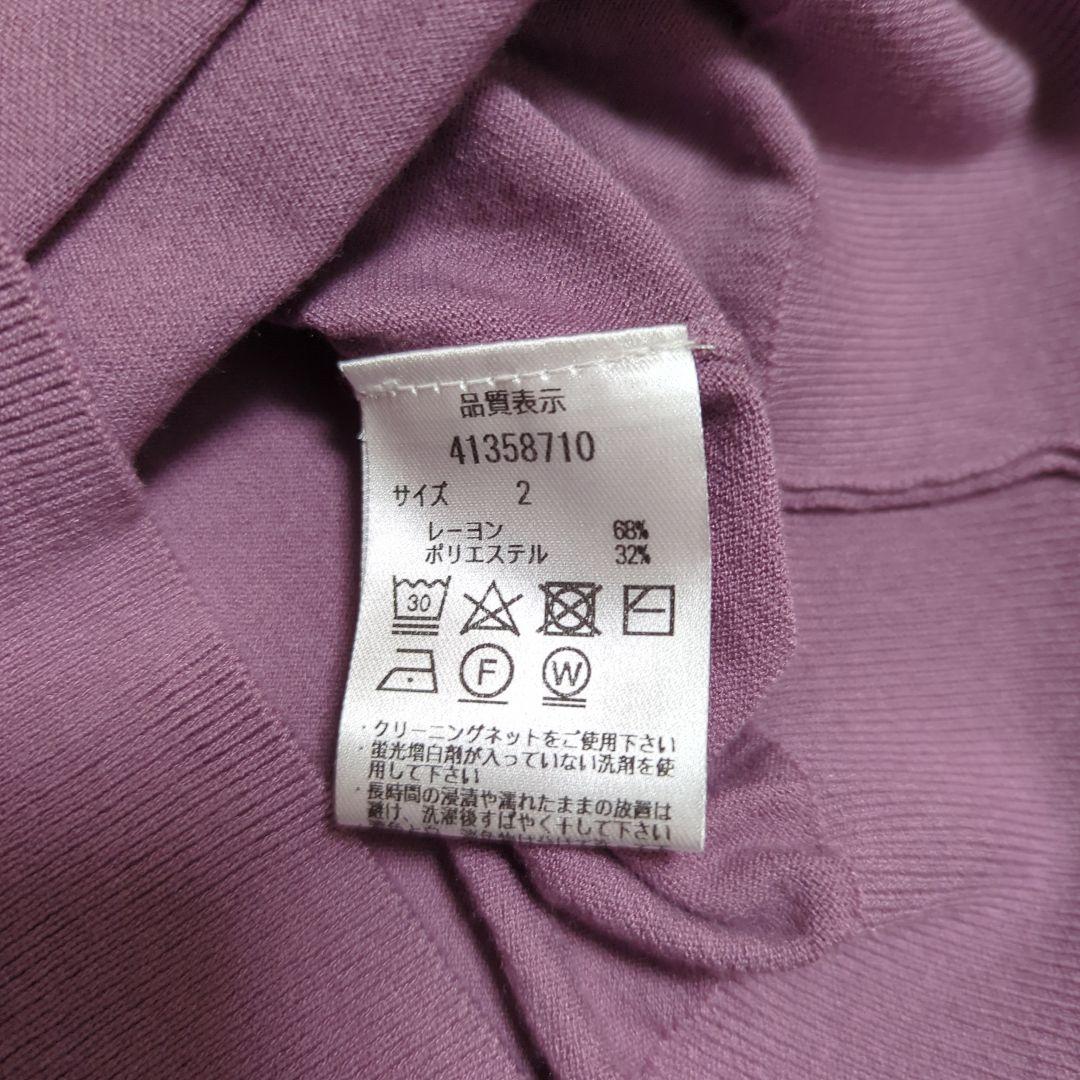 品質表示
41358710
サイズ 2
レーヨン 68%
ポリエステル 32%
30
F W
・クリーニングネットをご使用下さい
・蛍光増白剤が入っていない洗剤を使
用して下さい
・長時間の浸漬や濡れたままの放置は
避け、洗濯後すばやく干して下さい